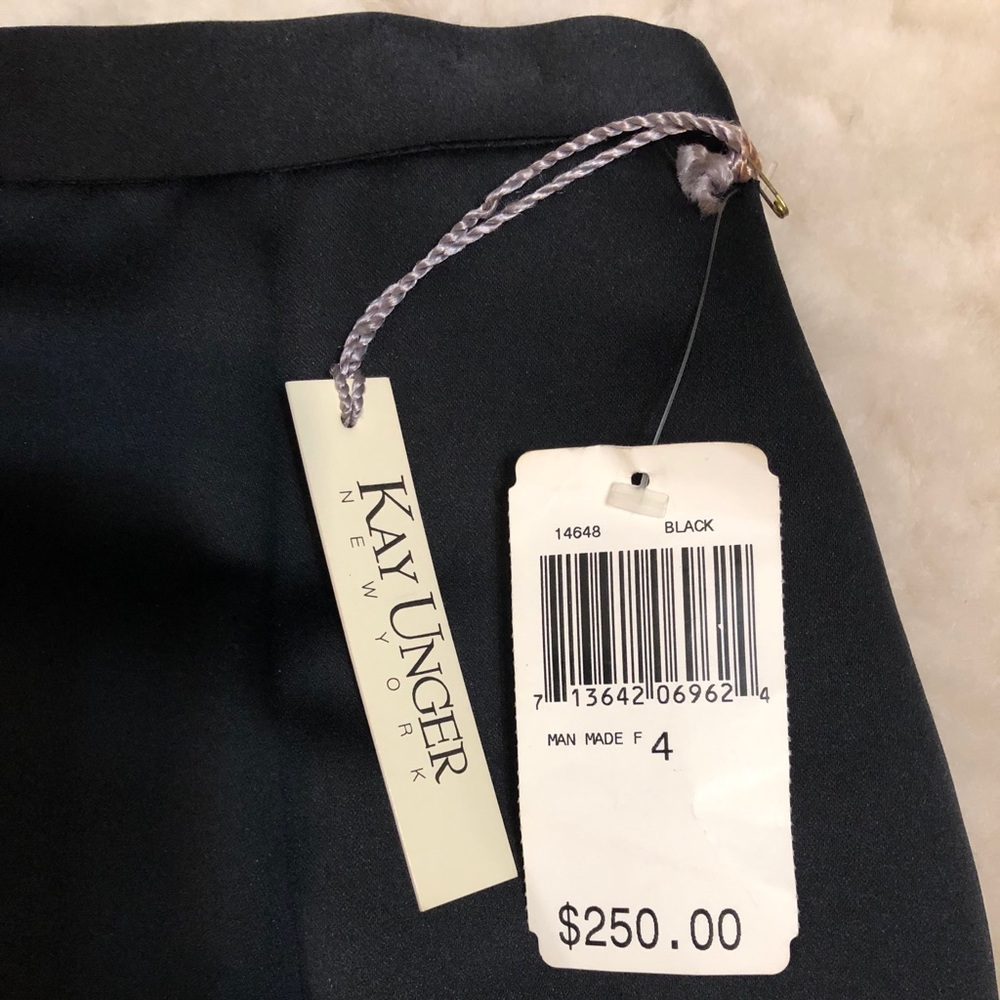 KAY UNGER
NEW YORK
14648 BLACK
7 13642 06962 4
MAN MADE F 4
$250.00